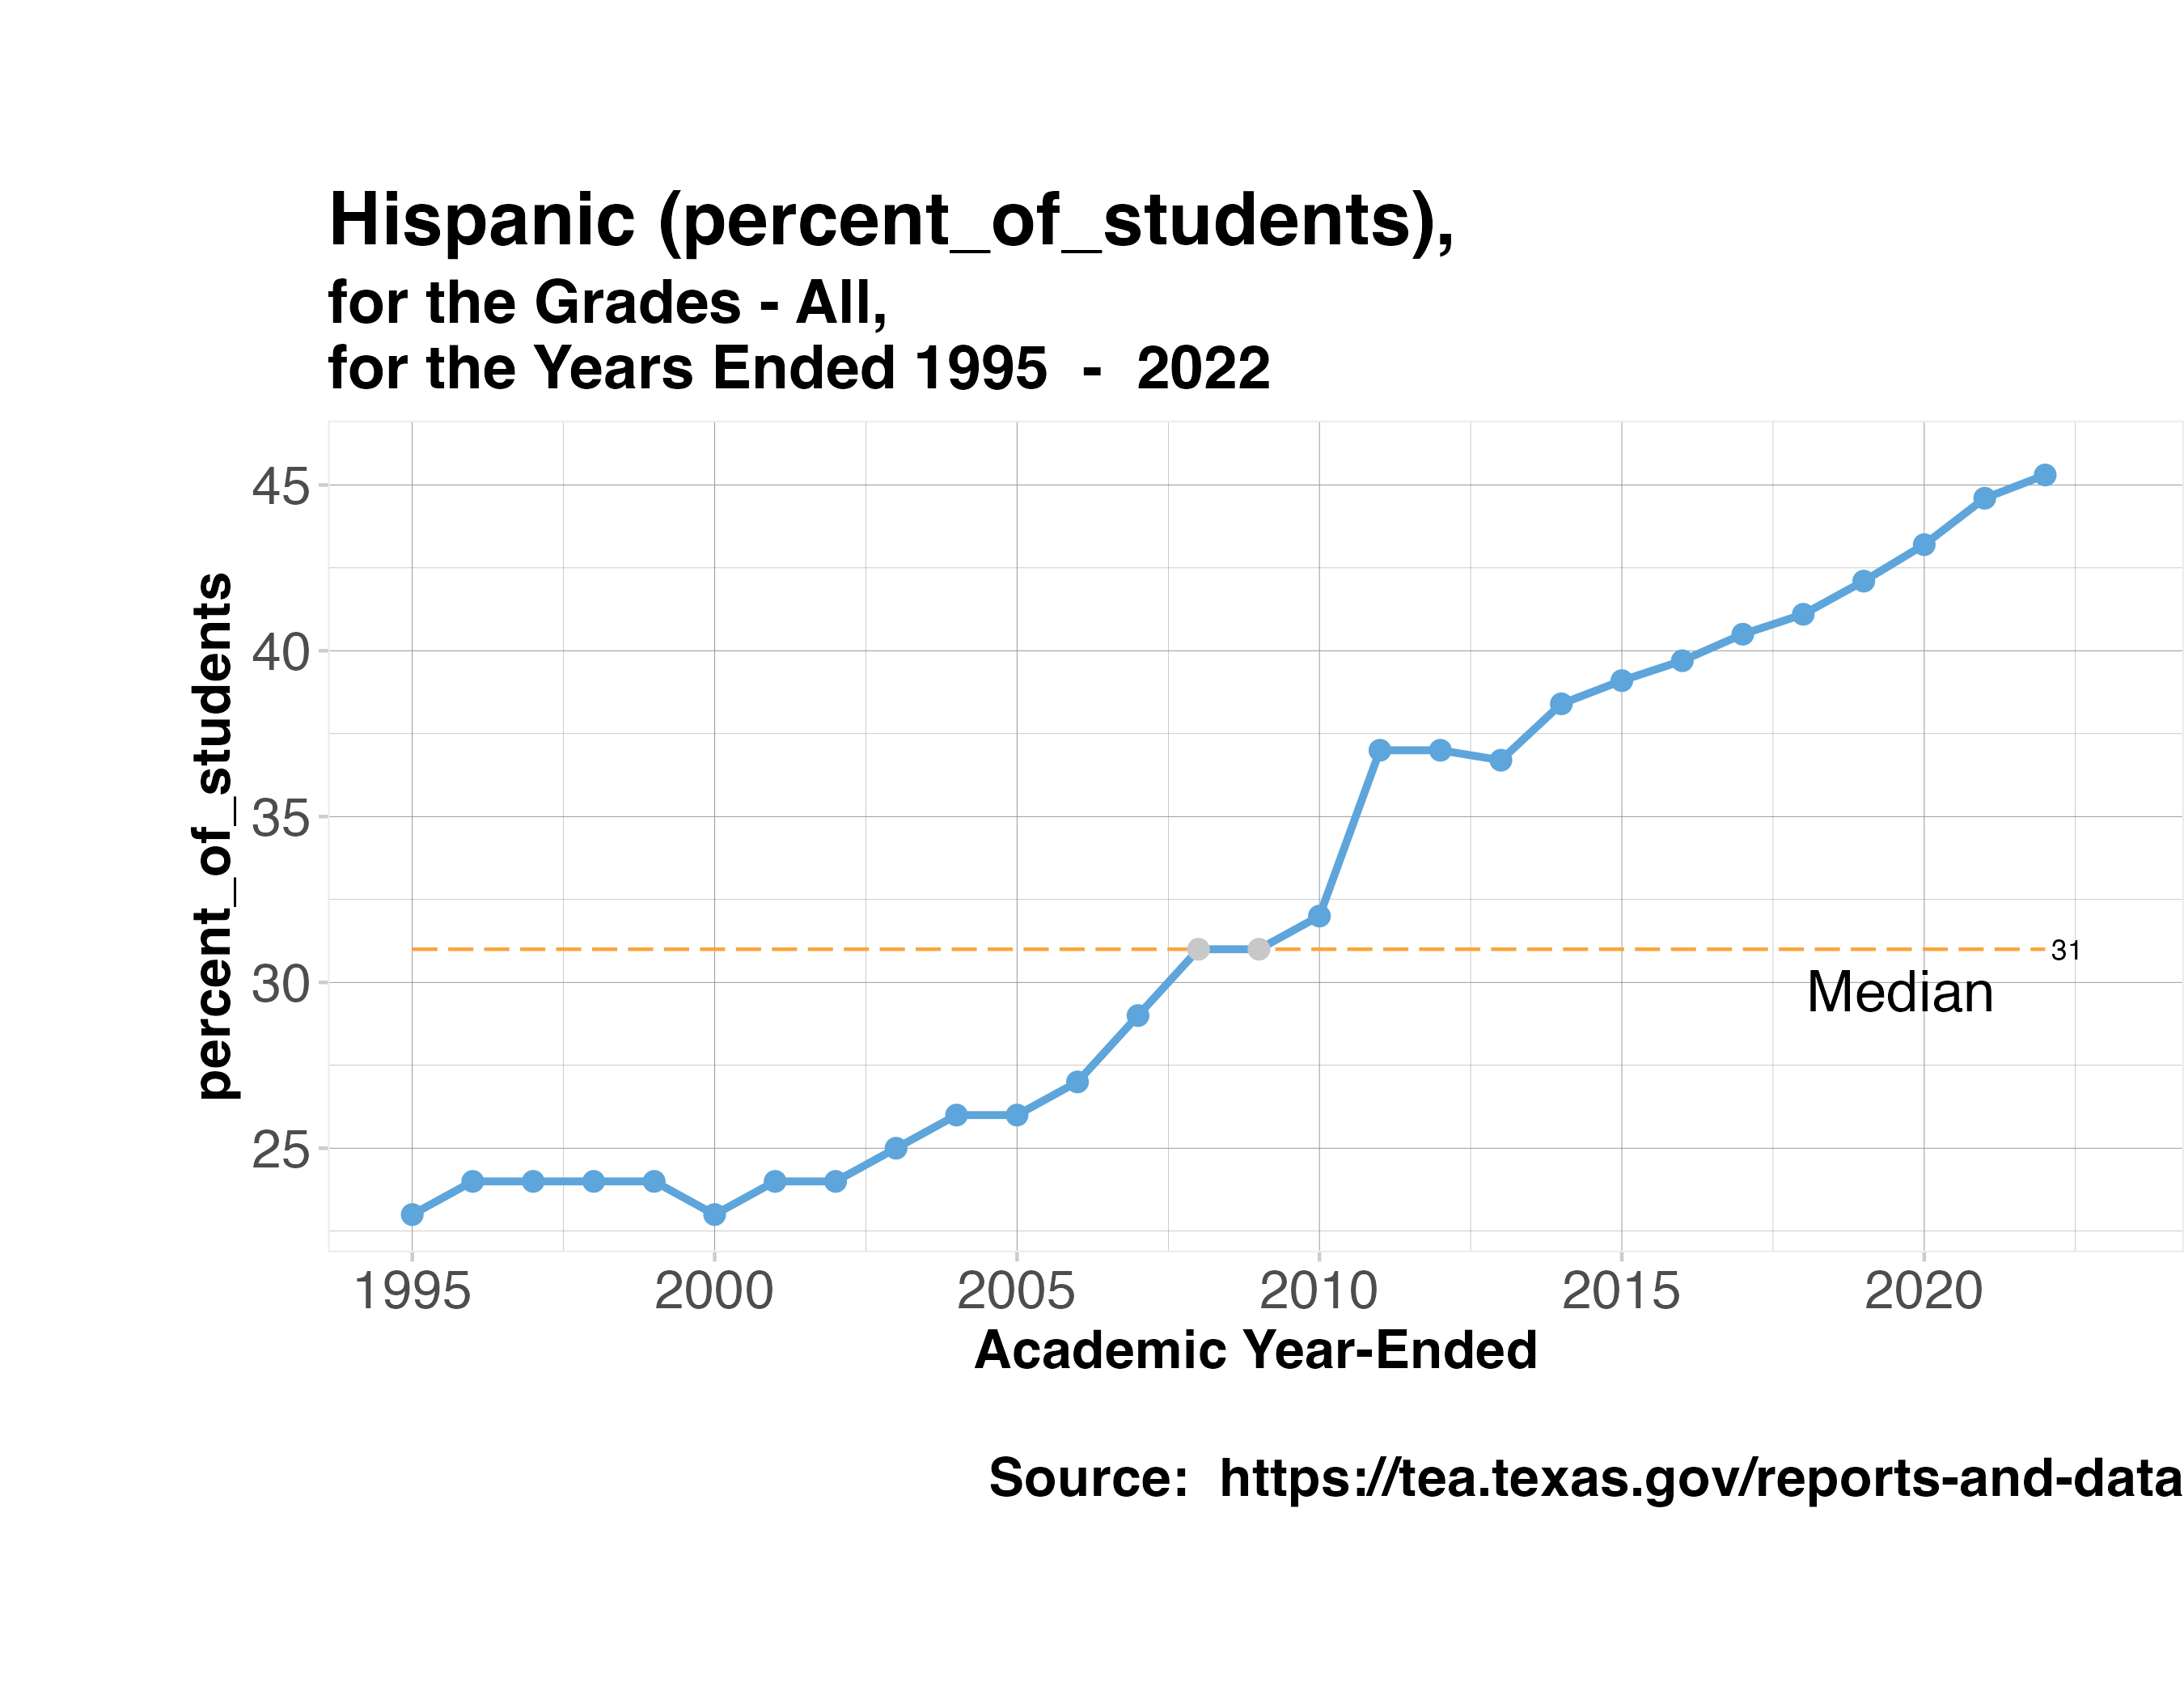 Hispanic (percent_of_students),
for the Grades - All,
for the Years Ended 1995  -  2022
percent_of_students
45
40
35
30
25
31
Median
1995
2000
2005
2010
2015
2020
Academic Year-Ended
Source:  https://tea.texas.gov/reports-and-data